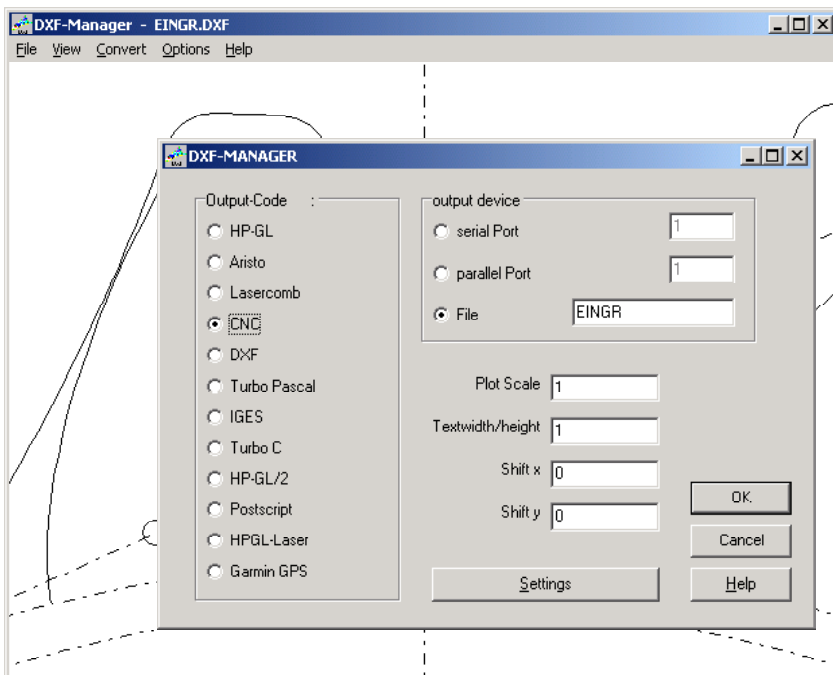 DXF-Manager - EINGR.DXF
File View Convert Options Help
DXF-MANAGER
Output-Code :
HP-GL
Aristo
Lasercomb
CNC
DXF
Turbo Pascal
IGES
Turbo C
HP-GL/2
Postscript
HPGL-Laser
Garmin GPS
output device
serial Port 1
parallel Port 1
File EINGR
Plot Scale 1
Textwidth/height 1
Shift x 0
Shift y 0
Settings
OK
Cancel
Help